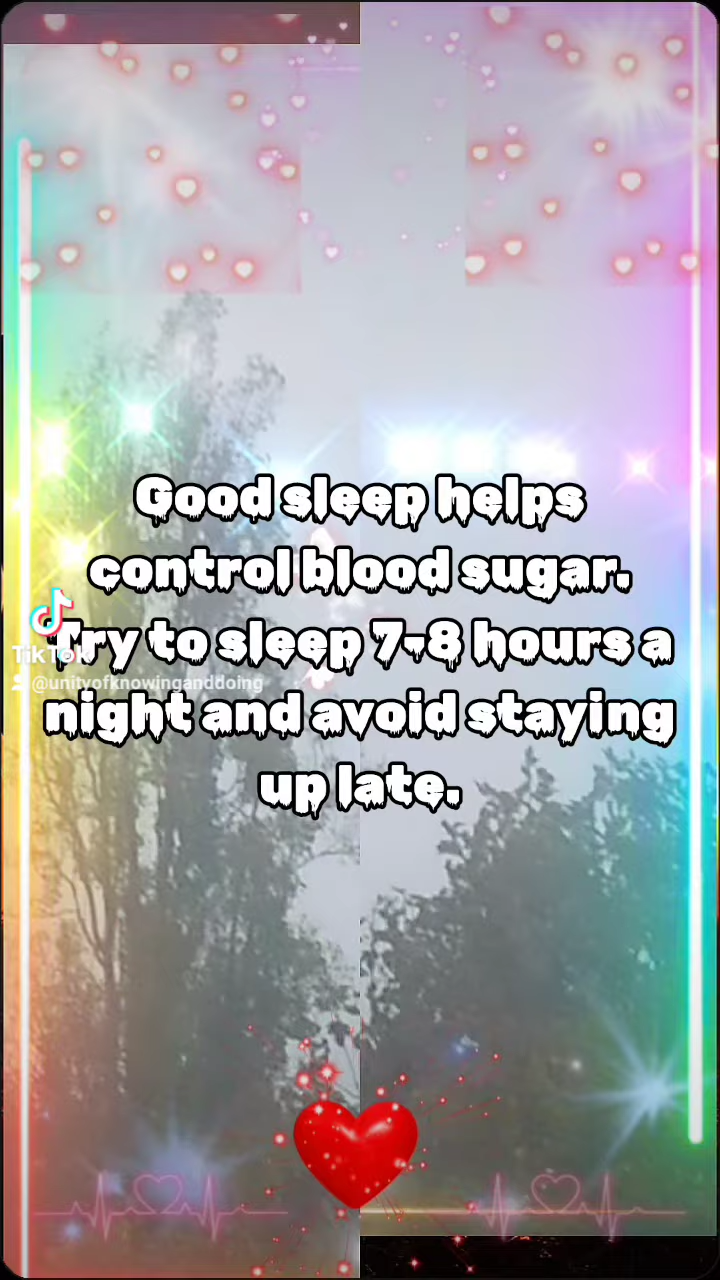 Good sleep helps
control blood sugar.
Try to sleep 7-8 hours a
night and avoid staying
up late.
TikTok
@unityofknowinganddoing